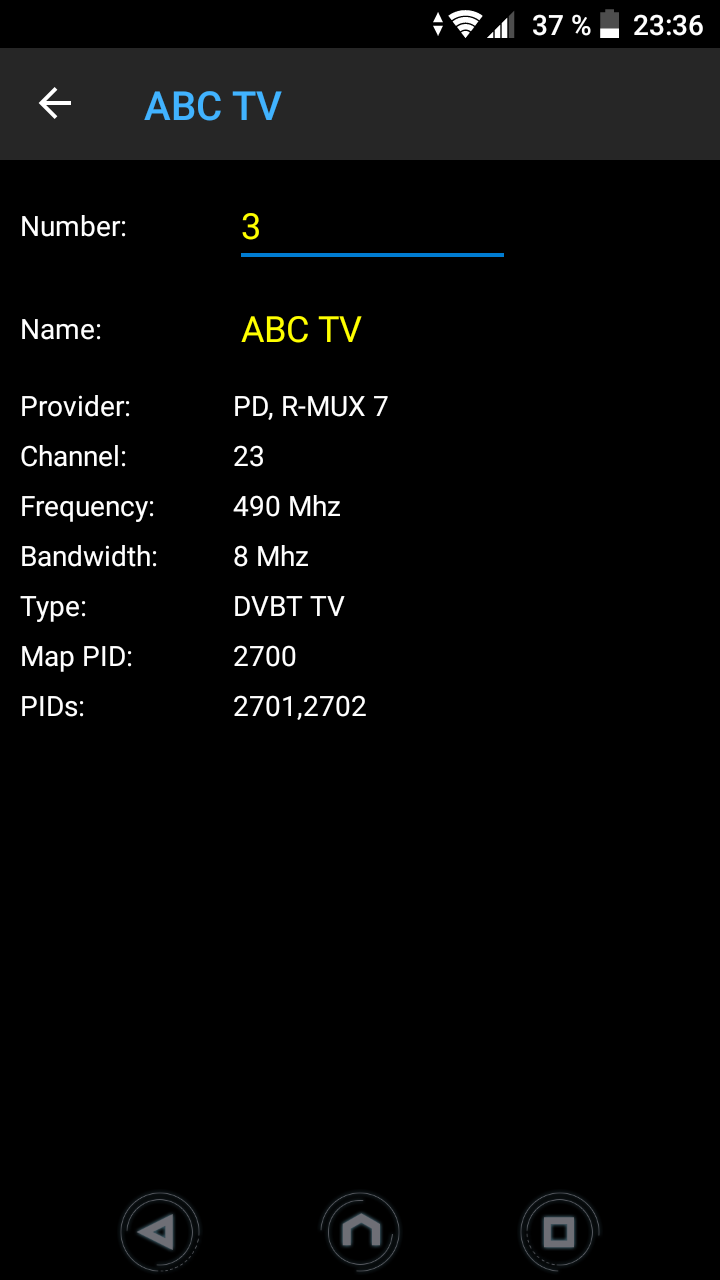 37 % 23:36
ABC TV
Number: 3
Name: ABC TV
Provider: PD, R-MUX 7
Channel: 23
Frequency: 490 Mhz
Bandwidth: 8 Mhz
Type: DVBT TV
Map PID: 2700
PIDs: 2701,2702